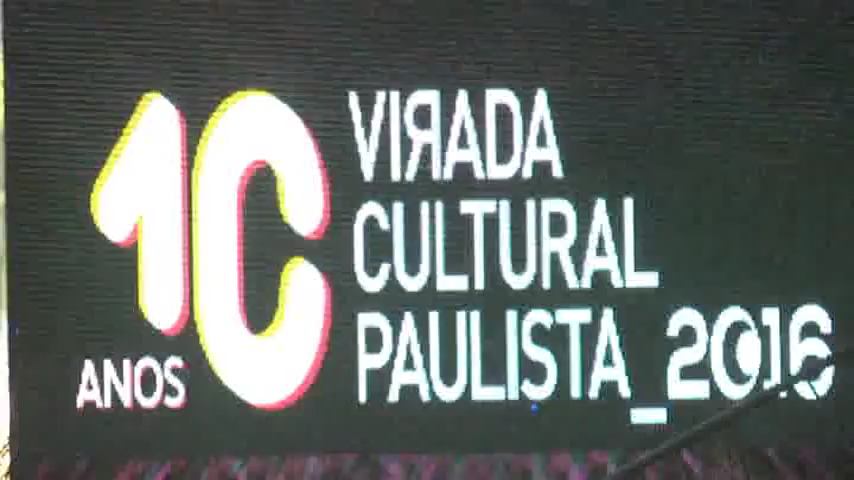 10
ANOS
VIRADA
CULTURAL
PAULISTA_2016